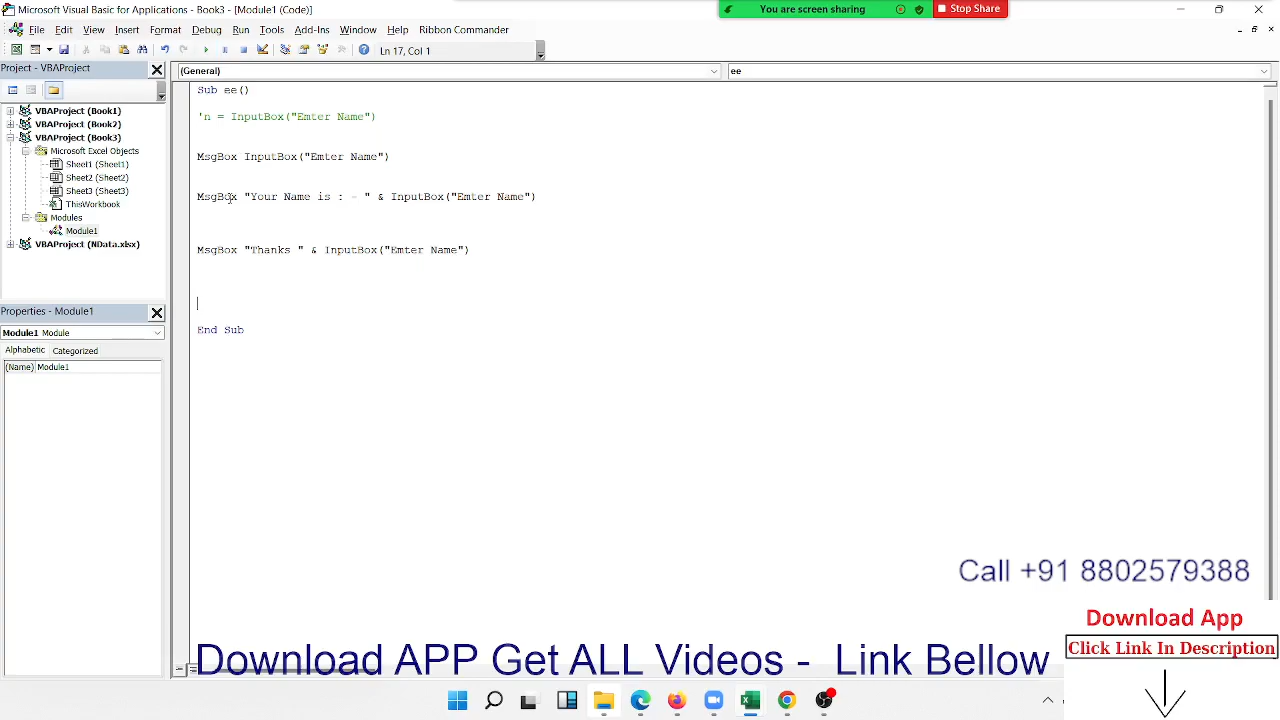 Microsoft Visual Basic for Applications - Book3 - [Module1 (Code)]
You are screen sharing
Stop Share
File Edit View Insert Format Debug Run Tools Add-Ins Window Help Ribbon Commander
Ln 17, Col 1
Project - VBAProject
(General)
ee
VBAProject (Book1)
VBAProject (Book2)
VBAProject (Book3)
Microsoft Excel Objects
Sheet1 (Sheet1)
Sheet2 (Sheet2)
Sheet3 (Sheet3)
ThisWorkbook
Modules
Module1
VBAProject (NData.xlsx)
Properties - Module1
Module1 Module
Alphabetic Categorized
(Name) Module1
Sub ee()
'n = InputBox("Emter Name")
MsgBox InputBox("Emter Name")
MsgBox "Your Name is : - " & InputBox("Emter Name")
MsgBox "Thanks " & InputBox("Emter Name")
End Sub
Call +91 8802579388
Download App
Click Link In Description
Download APP Get ALL Videos - Link Bellow